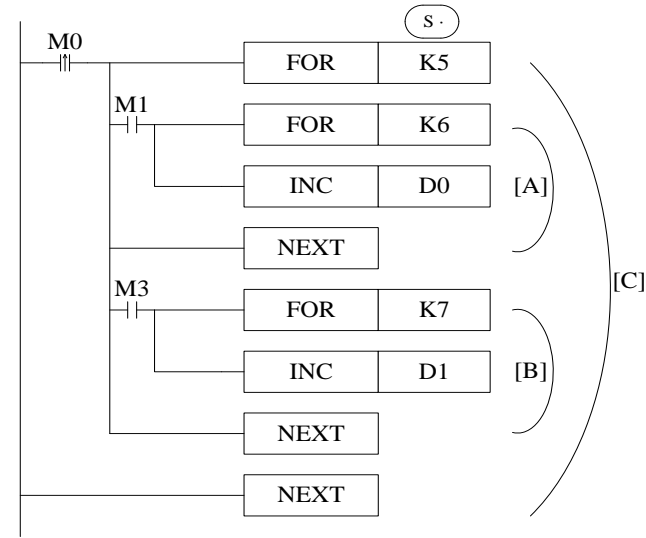 S ·
M0
FOR K5
M1
FOR K6
INC D0 [A]
NEXT
[C]
M3
FOR K7
INC D1 [B]
NEXT
NEXT